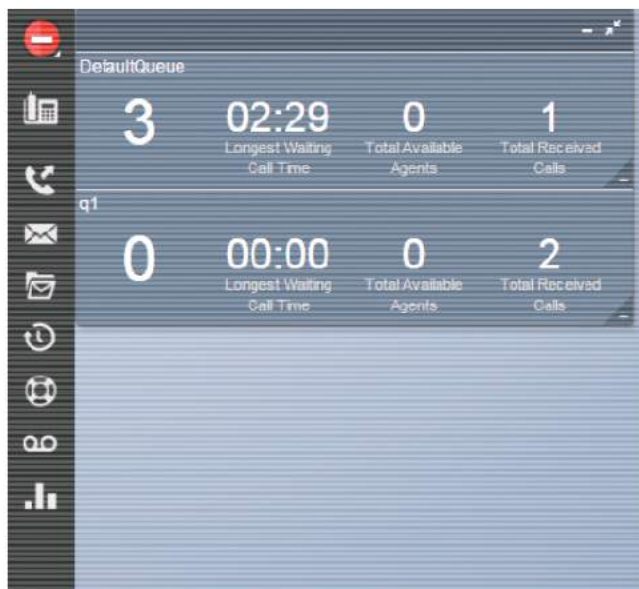 DefaultQueue
3 02:29 0 1
Longest Waiting Total Available Total Received
Call Time Agents Calls
q1
0 00:00 0 2
Longest Waiting Total Available Total Received
Call Time Agents Calls